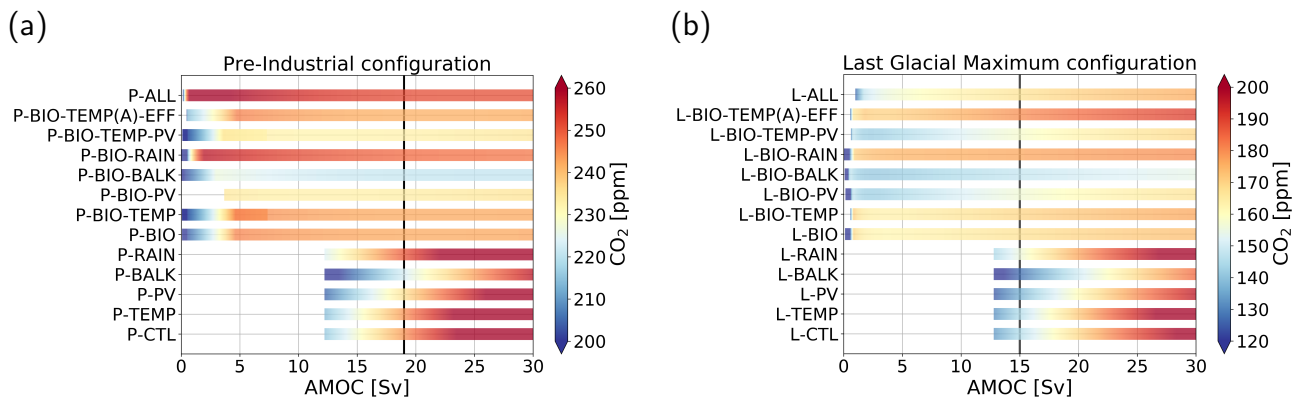 (a)
Pre-Industrial configuration
P-ALL
P-BIO-TEMP(A)-EFF
P-BIO-TEMP-PV
P-BIO-RAIN
P-BIO-BALK
P-BIO-PV
P-BIO-TEMP
P-BIO
P-RAIN
P-BALK
P-PV
P-TEMP
P-CTL
0 5 10 15 20 25 30
AMOC [Sv]
260
250
240
230
220
210
200
CO₂ [ppm]
(b)
Last Glacial Maximum configuration
L-ALL
L-BIO-TEMP(A)-EFF
L-BIO-TEMP-PV
L-BIO-RAIN
L-BIO-BALK
L-BIO-PV
L-BIO-TEMP
L-BIO
L-RAIN
L-BALK
L-PV
L-TEMP
L-CTL
0 5 10 15 20 25 30
AMOC [Sv]
200
190
180
170
160
150
140
130
120
CO₂ [ppm]